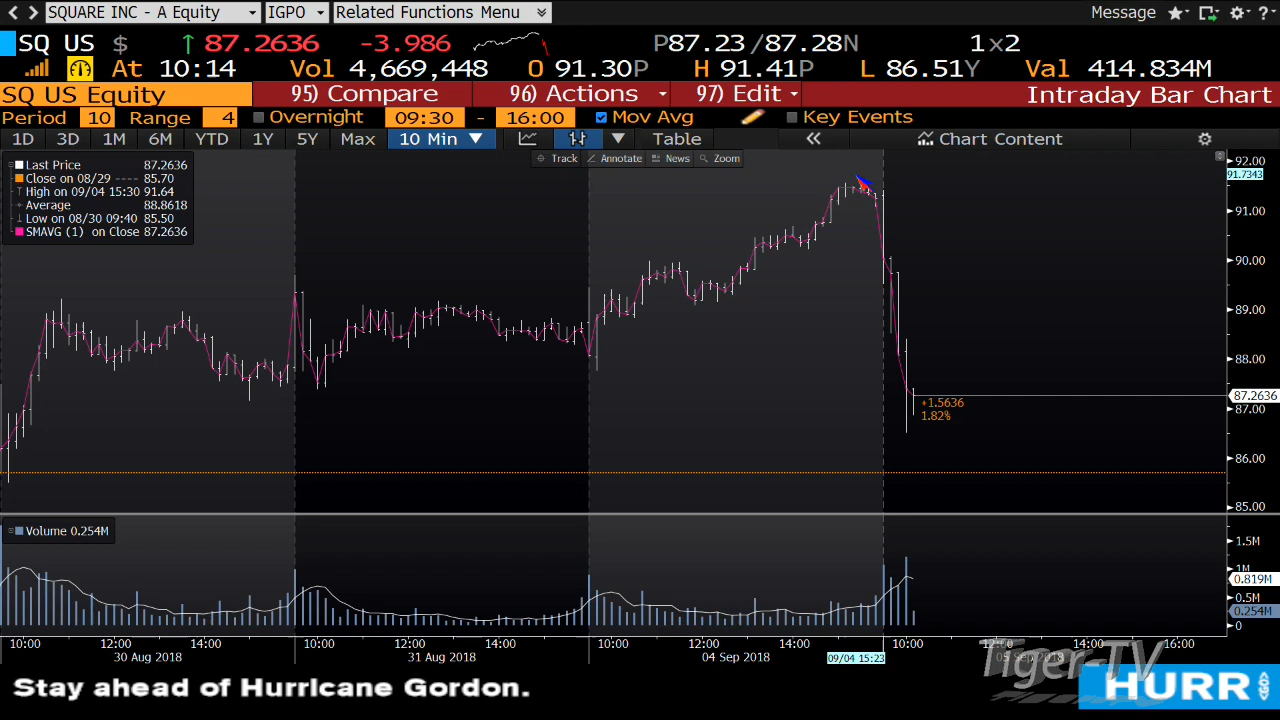 SQUARE INC - A Equity IGPO Related Functions Menu Message
SQ US $ ↑ 87.2636 -3.986 P87.23/87.28N 1x2
At 10:14 Vol 4,669,448 O 91.30P H 91.41P L 86.51Y Val 414.834M
SQ US Equity 95) Compare 96) Actions 97) Edit Intraday Bar Chart
Period 10 Range 4 Overnight 09:30 - 16:00 Mov Avg Key Events
1D 3D 1M 6M YTD 1Y 5Y Max 10 Min ▼ Table « Chart Content
Track Annotate News Zoom
Last Price 87.2636
Close on 08/29 ---- 85.70
High on 09/04 15:30 91.64
Average 88.8618
Low on 08/30 09:40 85.50
SMAVG (1) on Close 87.2636
92.00
91.7343
91.00
90.00
89.00
88.00
87.2636
87.00
86.00
85.00
+1.5636
1.82%
Volume 0.254M
1.5M
1M
0.819M
0.5M
0.254M
0
10:00 12:00 14:00 10:00 12:00 14:00 10:00 12:00 14:00 10:00 12:00 14:00 16:00
30 Aug 2018 31 Aug 2018 04 Sep 2018 09/04 15:23 05 Sep 2018
Tiger-TV
Stay ahead of Hurricane Gordon.
HURR